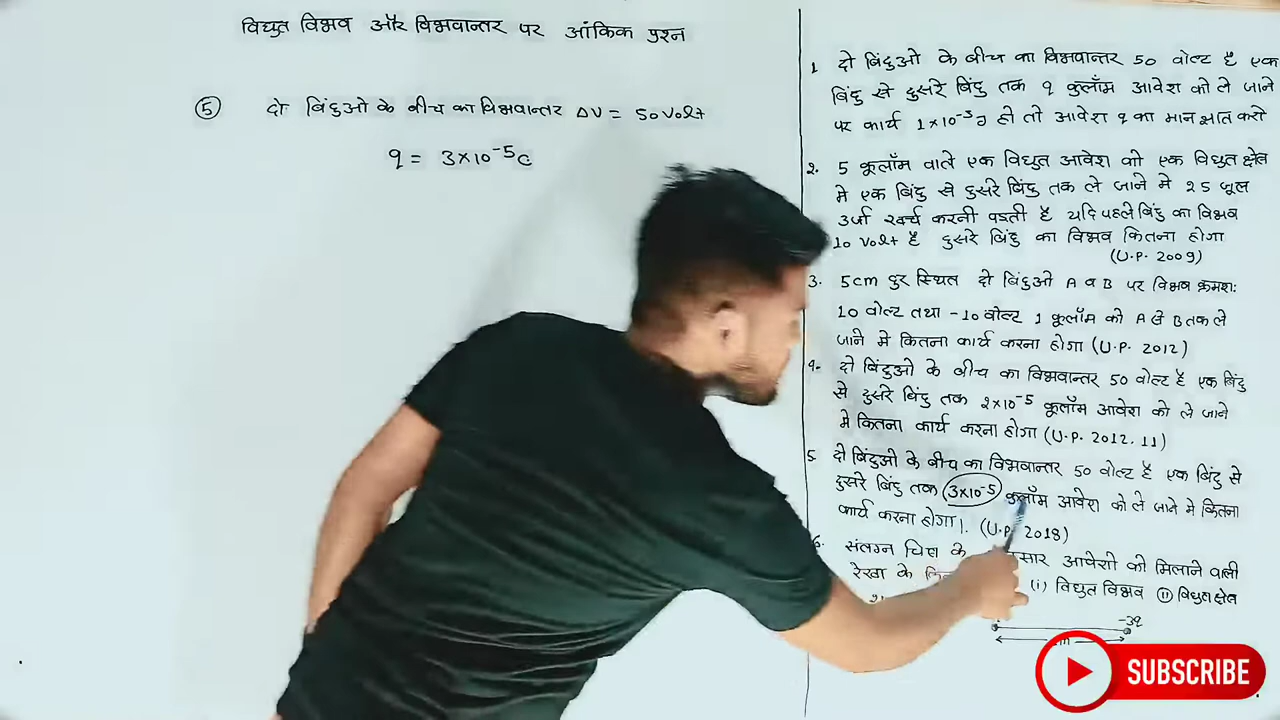 विद्युत विभव और विभवान्तर पर आंकिक प्रश्न
⑤ दो बिंदुओ के बीच का विभवान्तर ΔV = 50 Volt
q = 3×10⁻⁵C
1 दो बिंदुओ के बीच का विभवान्तर 50 वोल्ट है एक
बिंदु से दुसरे बिंदु तक q कुलॉम आवेश को ले जाने
पर कार्य 1×10⁻³J हो तो आवेश q का मान ज्ञात करो
2. 5 कूलॉम वाले एक विद्युत आवेश को एक विद्युत क्षेत्र
मे एक बिंदु से दुसरे बिंदु तक ले जाने मे 25 जूल
उर्जा खर्च करनी पडती है यदि पहले बिंदु का विभव
10 Volt है दुसरे बिंदु का विभव कितना होगा
(U.P. 2009)
3. 5cm दुर स्थित दो बिंदुओ A व B पर विभव क्रमश:
10 वोल्ट तथा -10 वोल्ट 1 कूलॉम को A से B तक ले
जाने मे कितना कार्य करना होगा (U.P. 2012)
4. दो बिंदुओ के बीच का विभवान्तर 50 वोल्ट है एक बिंदु
से दुसरे बिंदु तक 2×10⁻⁵ कूलॉम आवेश को ले जाने
मे कितना कार्य करना होगा (U.P. 2012, 11)
5 दो बिंदुओ के बीच का विभवान्तर 50 वोल्ट है एक बिंदु से
दुसरे बिंदु तक 3×10⁻⁵ कूलॉम आवेश को ले जाने मे कितना
कार्य करना होगा। (U.P. 2018)
6. संलग्न चित्र के सार आवेशो को मिलाने वाली
रेखा के (i) विद्युत विभव (ii) विद्युत क्षेत्र
-3q
SUBSCRIBE